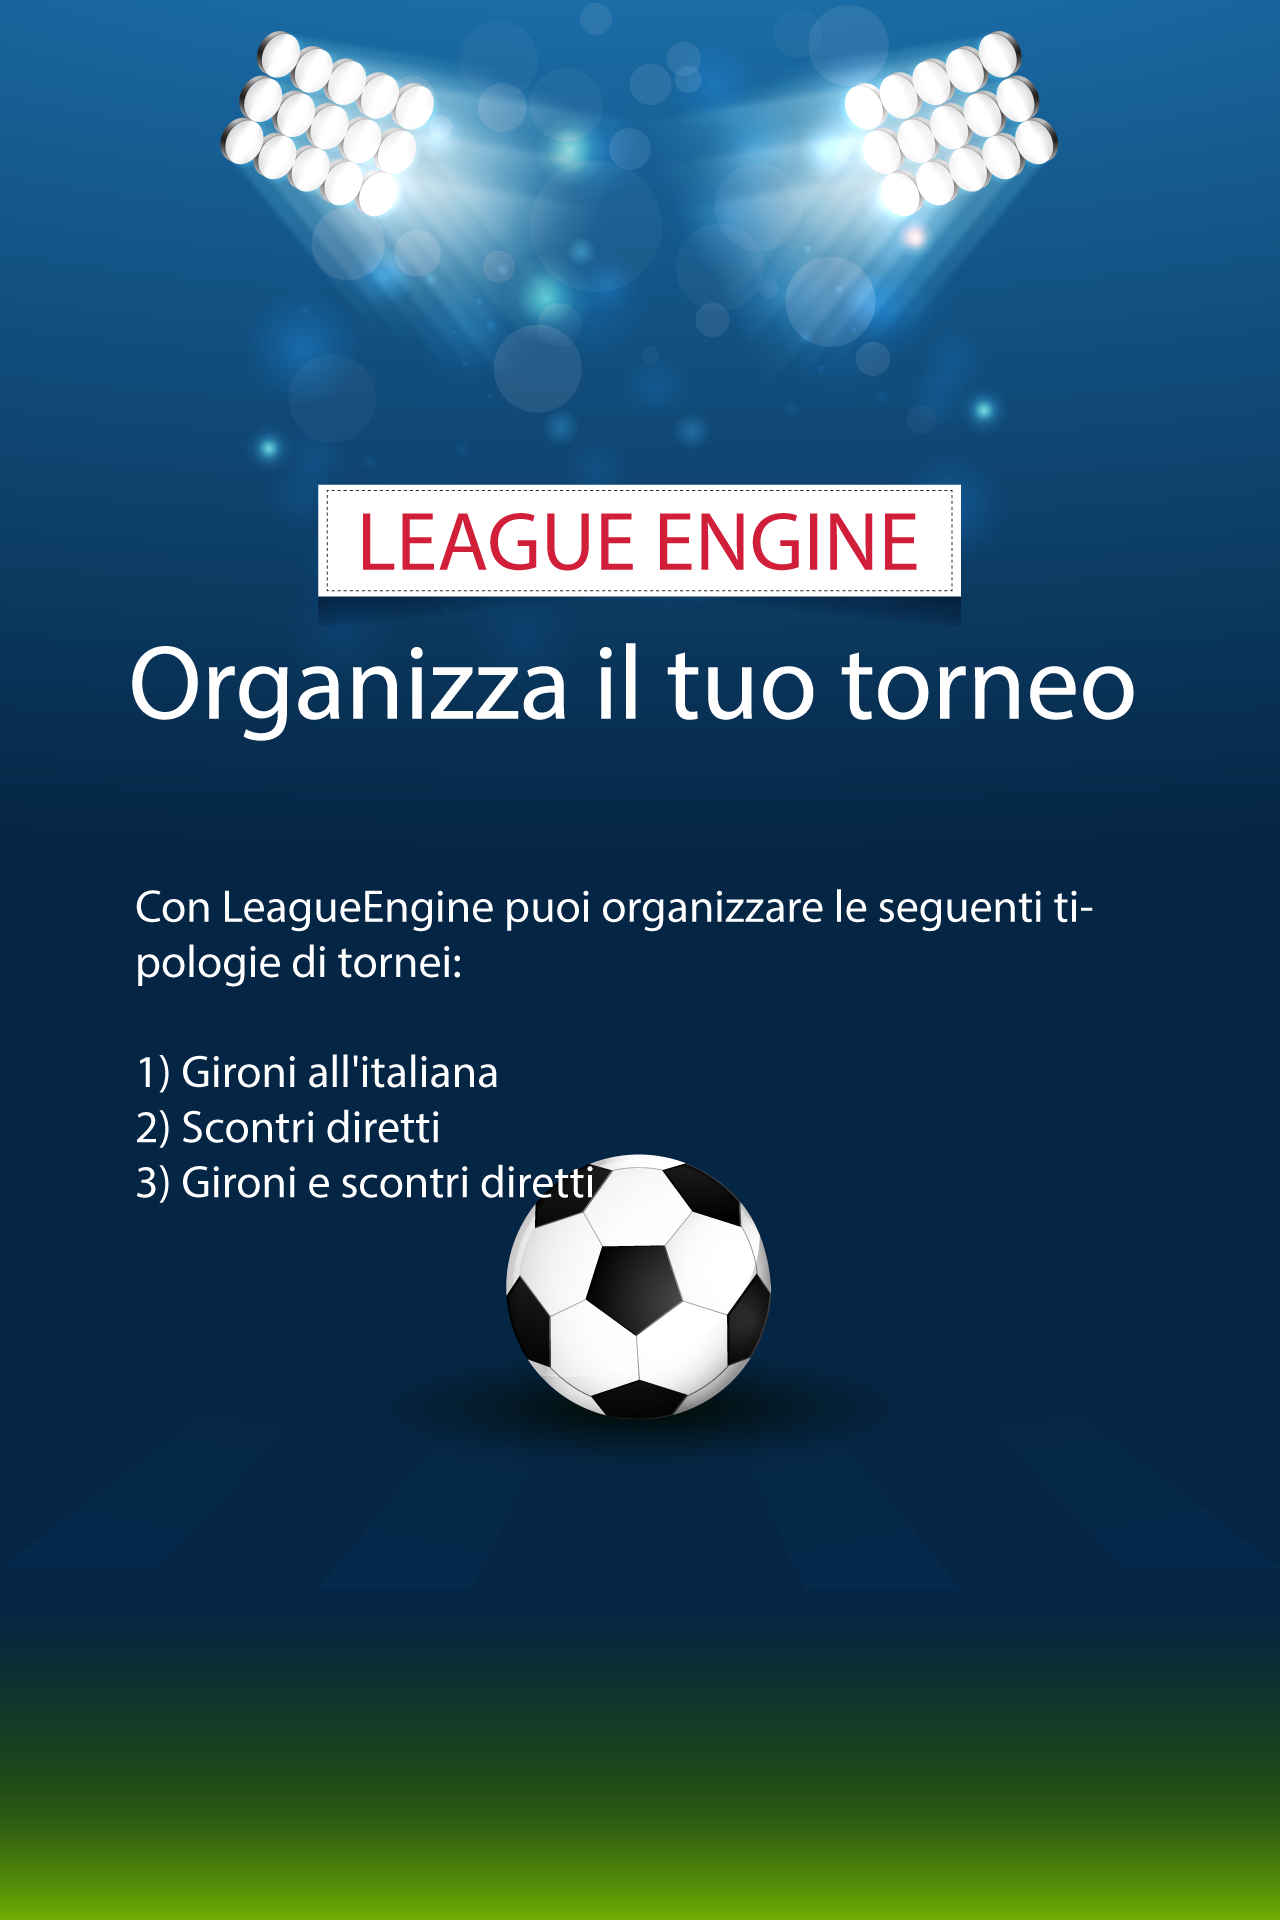 LEAGUE ENGINE
Organizza il tuo torneo
Con LeagueEngine puoi organizzare le seguenti ti-
pologie di tornei:
1) Gironi all'italiana
2) Scontri diretti
3) Gironi e scontri diretti